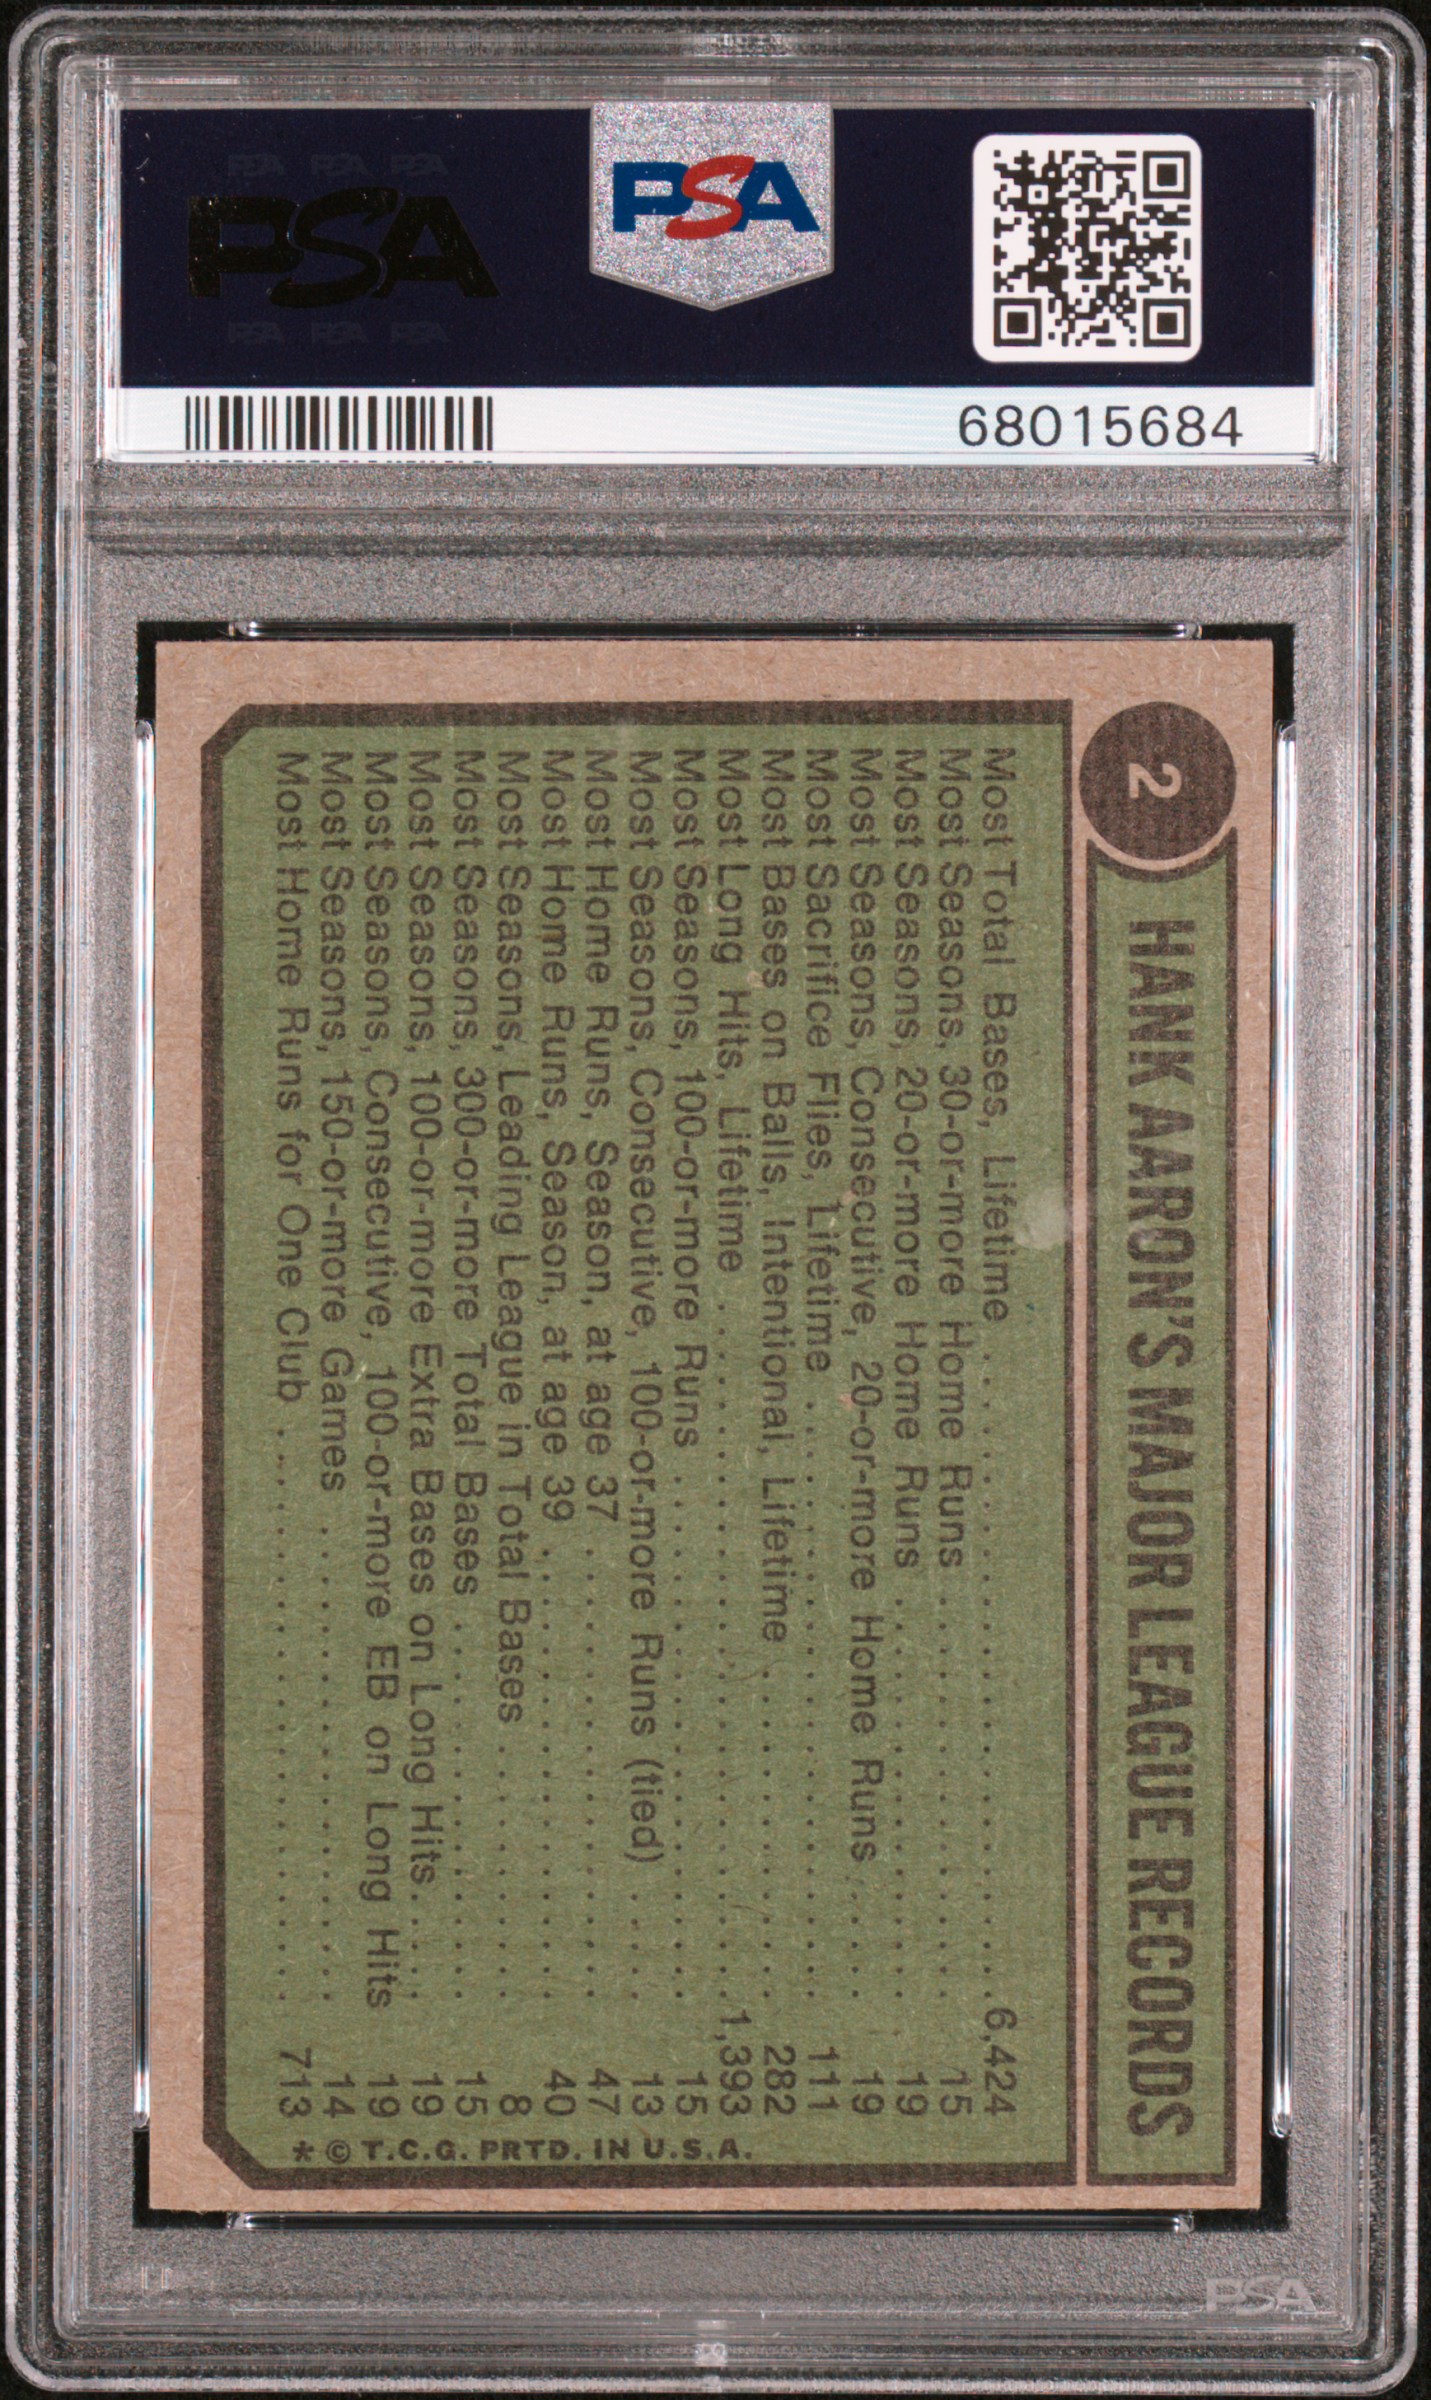 PSA PSA PSA
PSA
PSA PSA PSA
PSA
68015684
2
HANK AARON'S MAJOR LEAGUE RECORDS
Most Total Bases, Lifetime . . . . . . . . . . 6,424
Most Seasons, 30-or-more Home Runs . . . . . . . . . . 15
Most Seasons, 20-or-more Home Runs . . . . . . . . . . 19
Most Seasons, Consecutive, 20-or-more Home Runs . . . . 19
Most Sacrifice Flies, Lifetime . . . . . . . . . . 111
Most Bases on Balls, Intentional, Lifetime . . . . . . . . . . 282
Most Long Hits, Lifetime . . . . . . . . . . 1,393
Most Seasons, 100-or-more Runs . . . . . . . . . . 15
Most Seasons, Consecutive, 100-or-more Runs (tied) . . . . 13
Most Home Runs, Season, at age 37 . . . . . . . . . . 47
Most Home Runs, Season, at age 39 . . . . . . . . . . 40
Most Seasons, Leading League in Total Bases . . . . . . . 8
Most Seasons, 300-or-more Total Bases . . . . . . . . . . 15
Most Seasons, 100-or-more Extra Bases on Long Hits . . . . 19
Most Seasons, Consecutive, 100-or-more EB on Long Hits 19
Most Seasons, 150-or-more Games . . . . . . . . . . 14
Most Home Runs for One Club . . . . . . . . . . 713
* © T.C.G. PRTD. IN U.S.A.
PSA